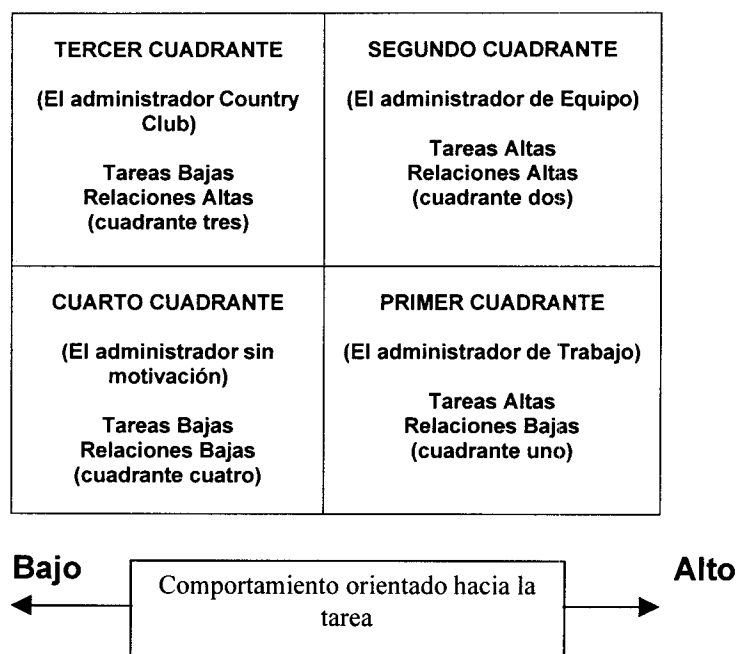 TERCER CUADRANTE
(El administrador Country
Club)
Tareas Bajas
Relaciones Altas
(cuadrante tres)
SEGUNDO CUADRANTE
(El administrador de Equipo)
Tareas Altas
Relaciones Altas
(cuadrante dos)
CUARTO CUADRANTE
(El administrador sin
motivación)
Tareas Bajas
Relaciones Bajas
(cuadrante cuatro)
PRIMER CUADRANTE
(El administrador de Trabajo)
Tareas Altas
Relaciones Bajas
(cuadrante uno)
Bajo
Comportamiento orientado hacia la
tarea
Alto